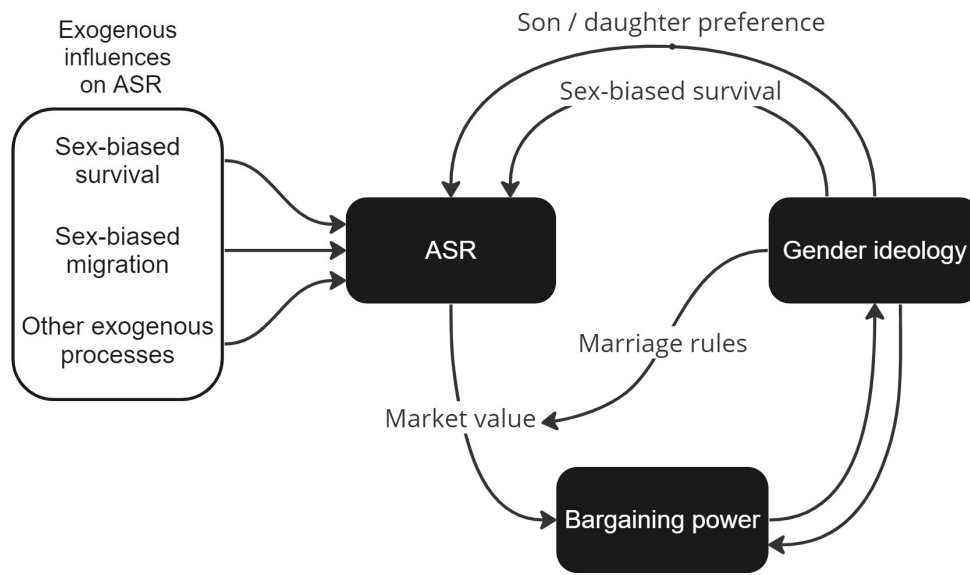 Exogenous
influences
on ASR
Sex-biased
survival
Sex-biased
migration
Other exogenous
processes
Son / daughter preference
Sex-biased survival
ASR
Gender ideology
Marriage rules
Market value
Bargaining power